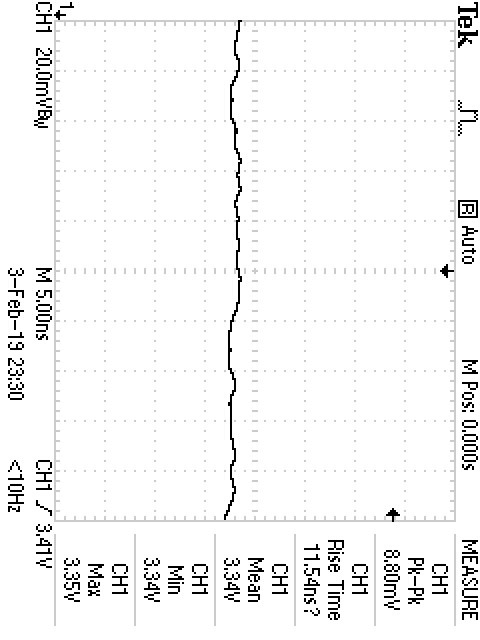 Tek R Auto M Pos: 0.000s MEASURE
CH1
Pk-Pk
8.80mV
CH1
Rise Time
11.54ns?
CH1
Mean
3.34V
CH1
Min
3.34V
CH1
Max
3.35V
1
CH1 20.0mVBW M 5.00ns CH1 3.41V
3-Feb-19 23:30 <10Hz